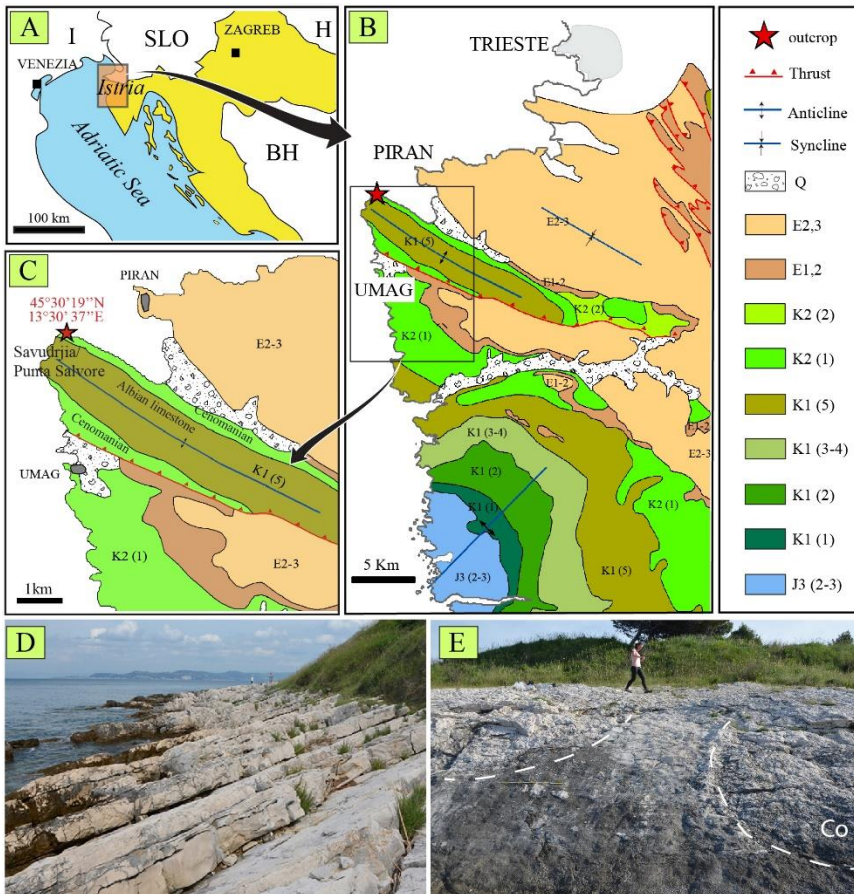 A
I
SLO
H
ZAGREB
VENEZIA
Istria
Adriatic Sea
BH
100 km
B
TRIESTE
PIRAN
E2-3
K1 (5)
E1-2
UMAG
K2 (2)
K2 (1)
E1-2
E1-2
E2-3
K1 (3-4)
K1 (2)
K2 (1)
K1 (1)
K1 (5)
J3 (2-3)
5 Km
outcrop
Thrust
Anticline
Syncline
Q
E2,3
E1,2
K2 (2)
K2 (1)
K1 (5)
K1 (3-4)
K1 (2)
K1 (1)
J3 (2-3)
C
PIRAN
45°30'19’’N
13°30' 37’’E
E2-3
Savudrjia/
Punta Salvore
Albian limestone
Cenomanian
Cenomanian
K1 (5)
UMAG
K2 (1)
E2-3
1km
D
E
Co